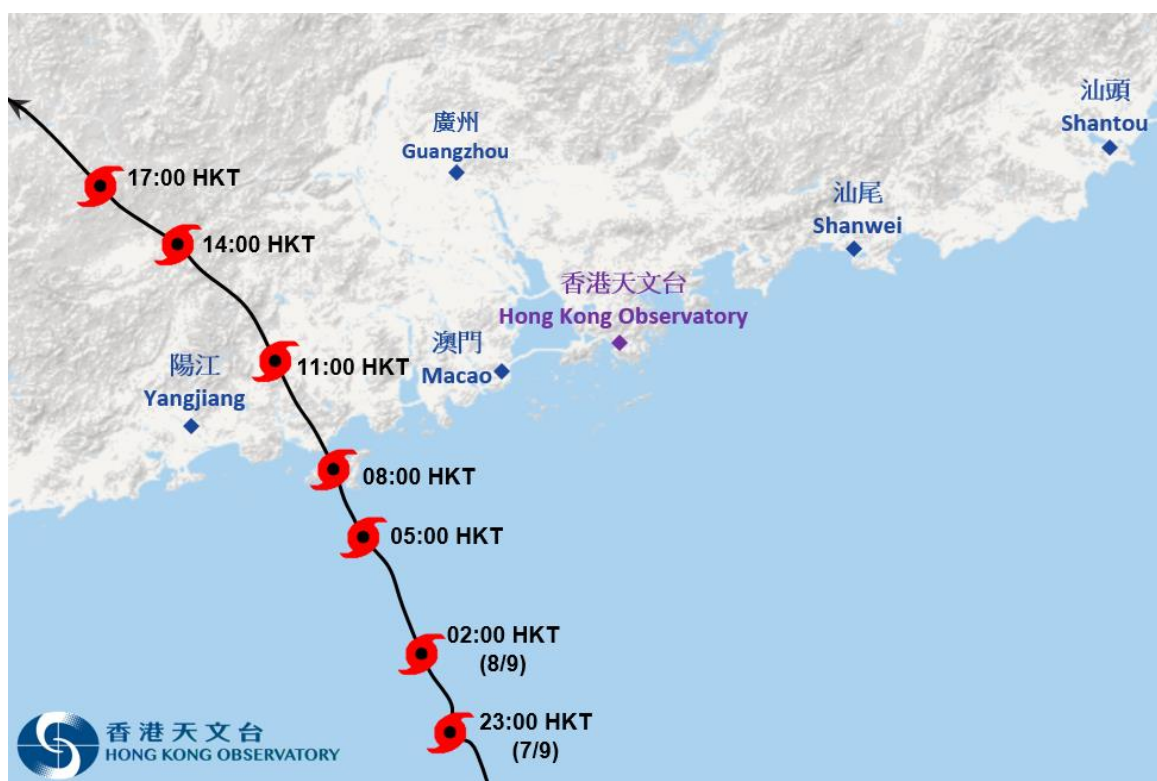 汕頭
Shantou
廣州
Guangzhou
17:00 HKT
汕尾
Shanwei
14:00 HKT
香港天文台
Hong Kong Observatory
澳門
Macao
11:00 HKT
陽江
Yangjiang
08:00 HKT
05:00 HKT
02:00 HKT
(8/9)
23:00 HKT
(7/9)
香港天文台
HONG KONG OBSERVATORY